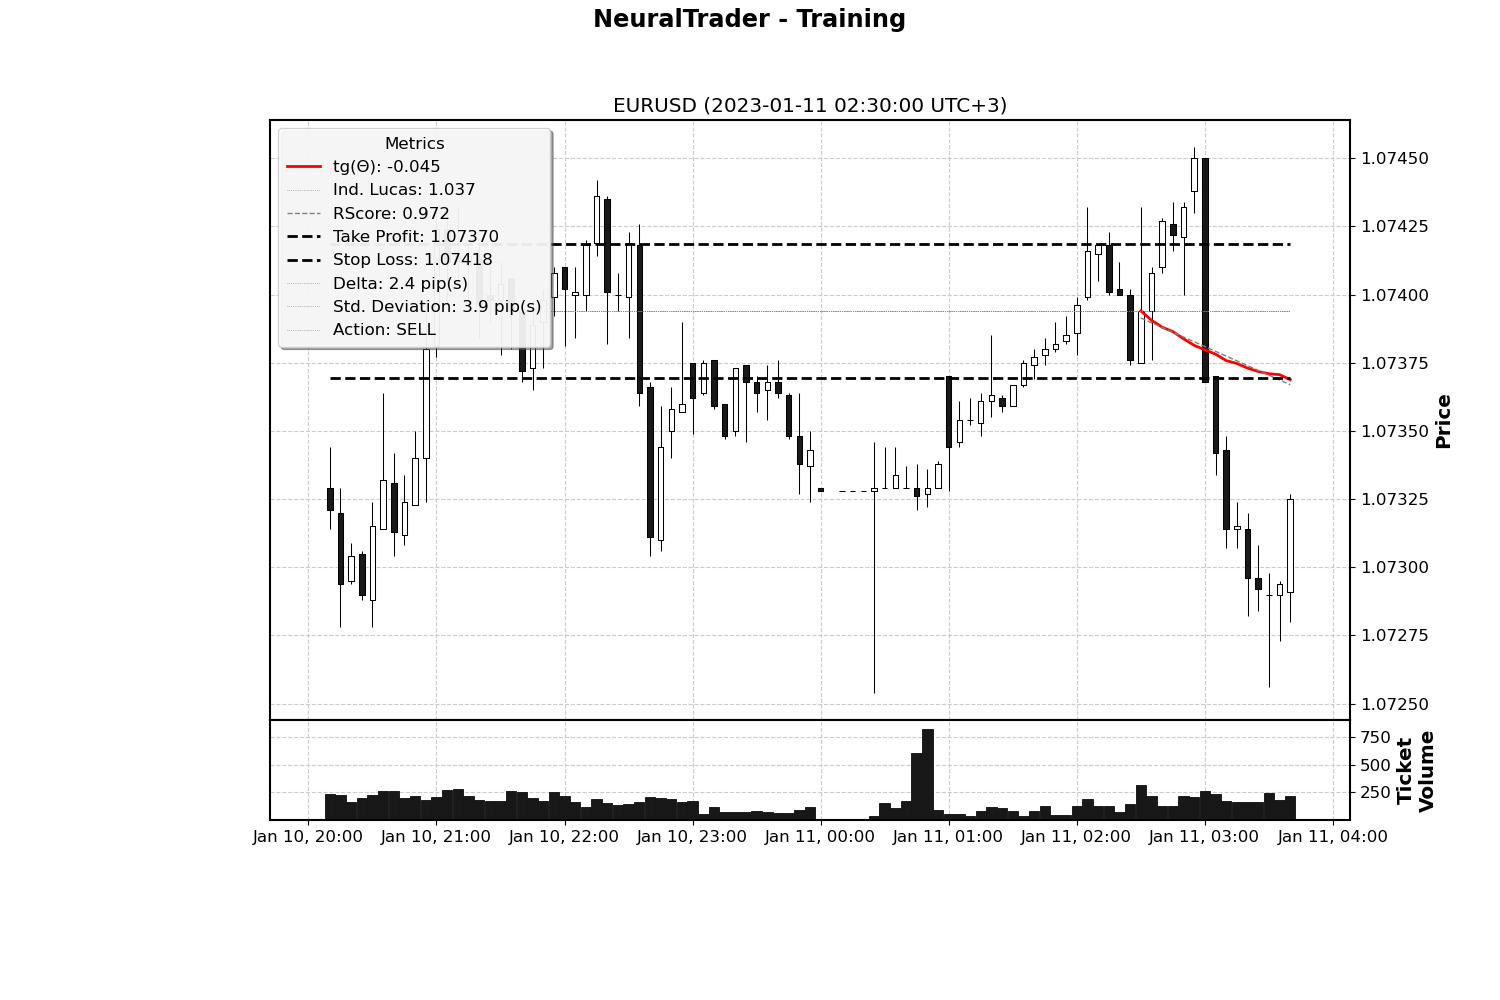 NeuralTrader - Training
EURUSD (2023-01-11 02:30:00 UTC+3)
Metrics
tg(Θ): -0.045
Ind. Lucas: 1.037
RScore: 0.972
Take Profit: 1.07370
Stop Loss: 1.07418
Delta: 2.4 pip(s)
Std. Deviation: 3.9 pip(s)
Action: SELL
1.07450
1.07425
1.07400
1.07375
1.07350
1.07325
1.07300
1.07275
1.07250
Price
750
500
250
Ticket
Volume
Jan 10, 20:00 Jan 10, 21:00 Jan 10, 22:00 Jan 10, 23:00 Jan 11, 00:00 Jan 11, 01:00 Jan 11, 02:00 Jan 11, 03:00 Jan 11, 04:00